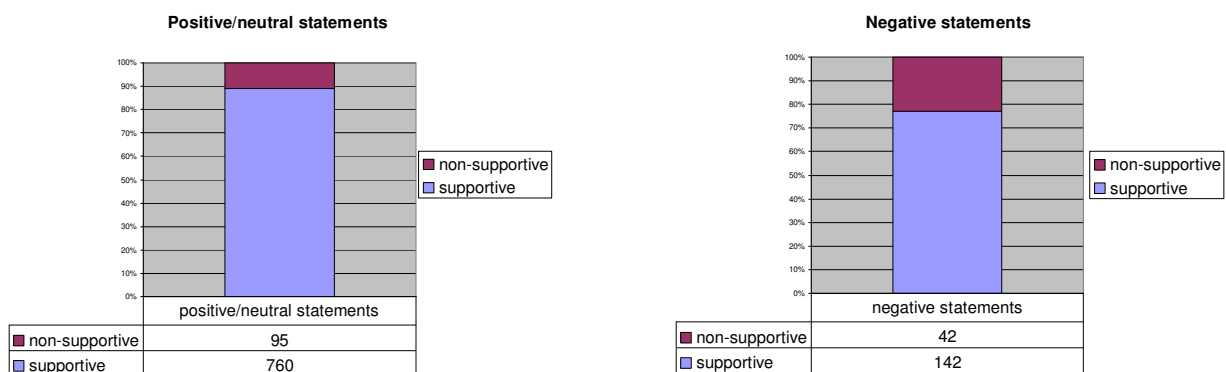 Positive/neutral statements
100%
90%
80%
70%
60%
50%
40%
30%
20%
10%
0%
non-supportive
supportive
positive/neutral statements
non-supportive 95
supportive 760
Negative statements
100%
90%
80%
70%
60%
50%
40%
30%
20%
10%
0%
non-supportive
supportive
negative statements
non-supportive 42
supportive 142